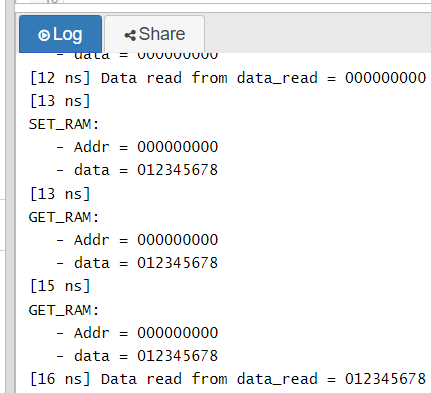 Log
Share
- data = 000000000
[12 ns] Data read from data_read = 000000000
[13 ns]
SET_RAM:
- Addr = 000000000
- data = 012345678
[13 ns]
GET_RAM:
- Addr = 000000000
- data = 012345678
[15 ns]
GET_RAM:
- Addr = 000000000
- data = 012345678
[16 ns] Data read from data_read = 012345678